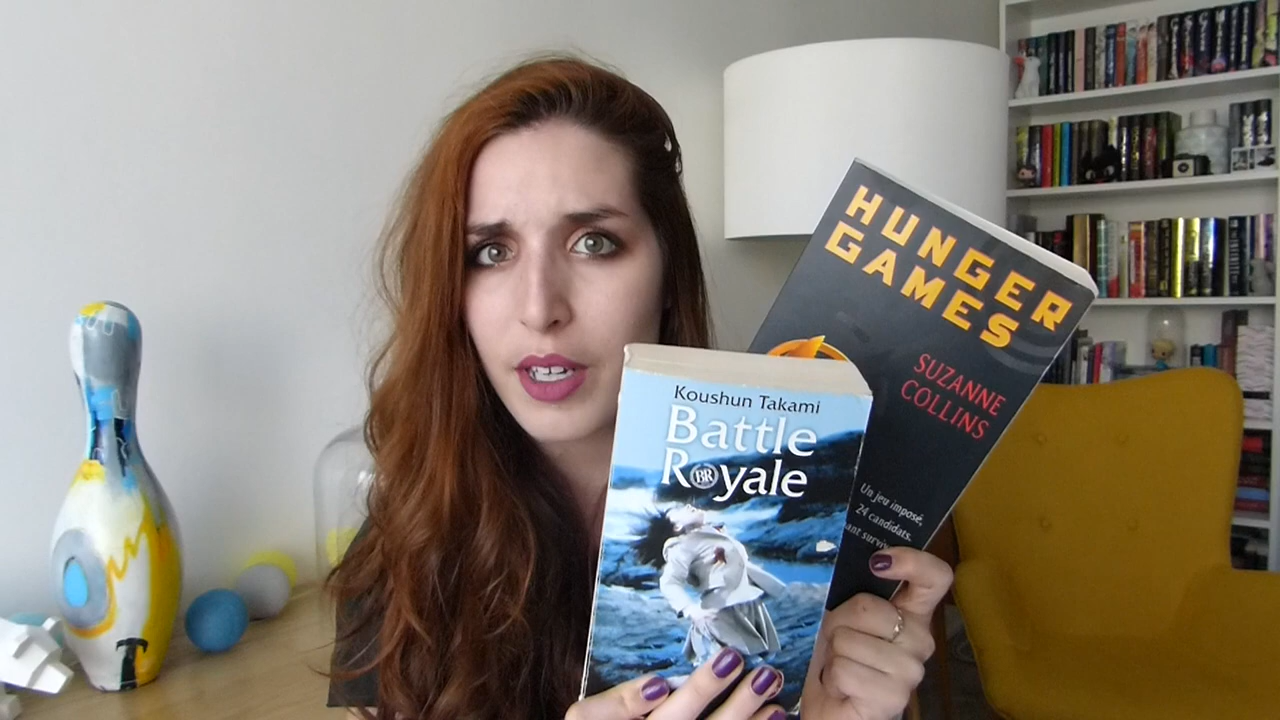 HUNGER
GAMES
SUZANNE
COLLINS
Un jeu imposé,
24 candidats.
Koushun Takami
Battle
Royale
BR